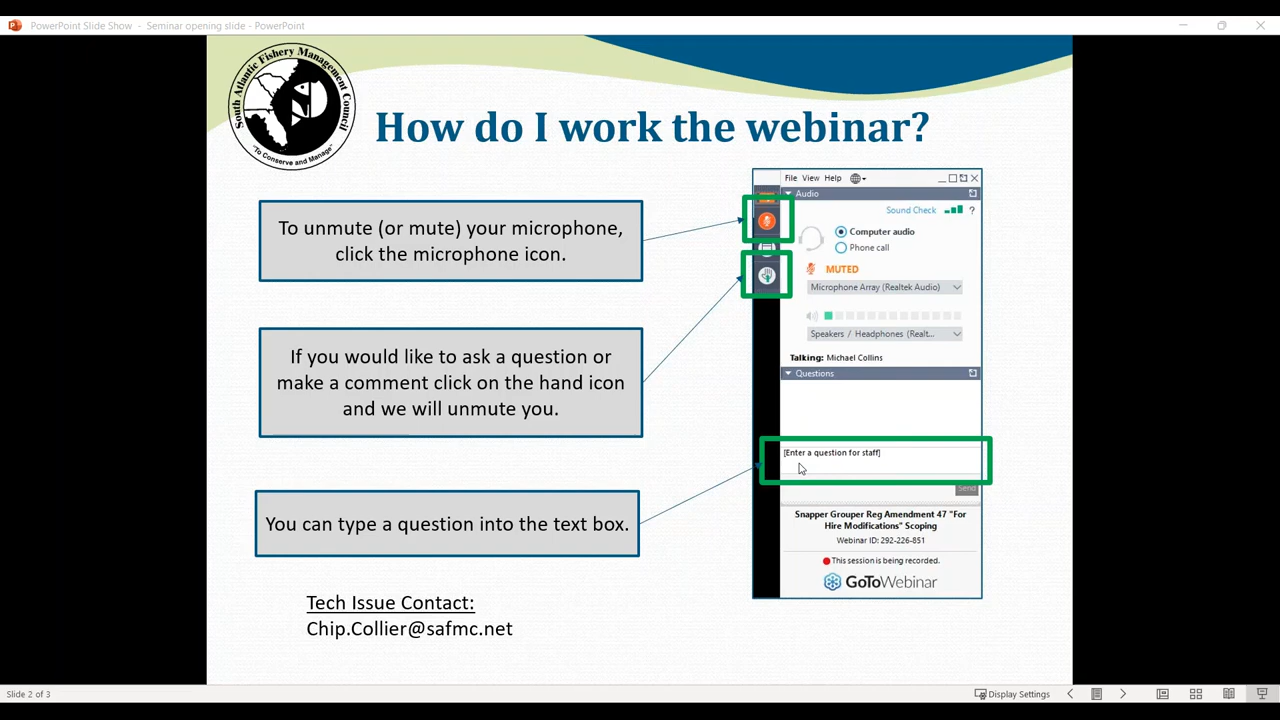 PowerPoint Slide Show - Seminar opening slide - PowerPoint
South Atlantic Fishery Management Council
"To Conserve and Manage"
How do I work the webinar?
To unmute (or mute) your microphone,
click the microphone icon.
If you would like to ask a question or
make a comment click on the hand icon
and we will unmute you.
You can type a question into the text box.
Tech Issue Contact:
Chip.Collier@safmc.net
File View Help
Audio
Sound Check ?
Computer audio
Phone call
MUTED
Microphone Array (Realtek Audio)
Speakers / Headphones (Realt...
Talking: Michael Collins
Questions
[Enter a question for staff]
Send
Snapper Grouper Reg Amendment 47 "For
Hire Modifications" Scoping
Webinar ID: 292-226-851
This session is being recorded.
GoToWebinar
Slide 2 of 3
Display Settings